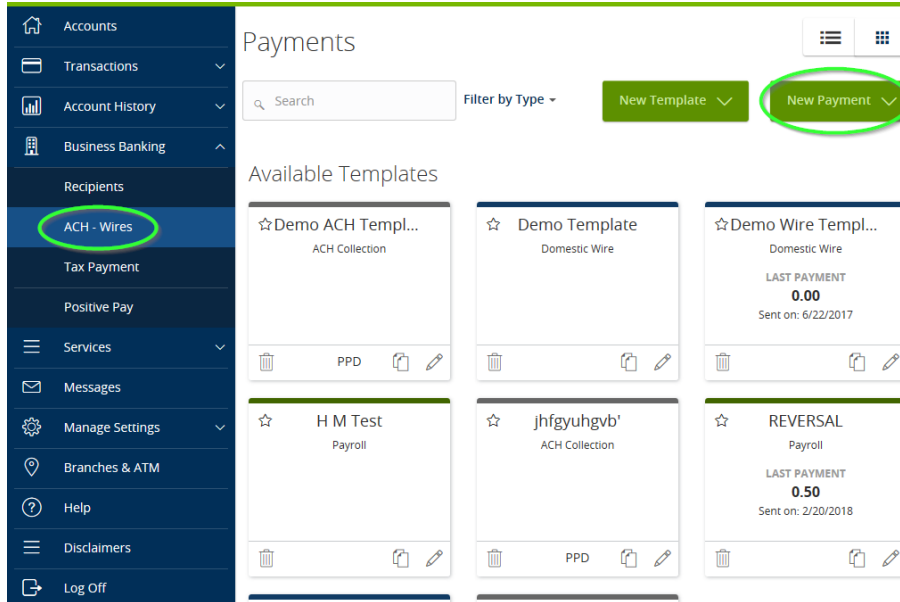 Accounts
Transactions
Account History
Business Banking
Recipients
ACH - Wires
Tax Payment
Positive Pay
Services
Messages
Manage Settings
Branches & ATM
Help
Disclaimers
Log Off
Payments
Search
Filter by Type
New Template
New Payment
Available Templates
Demo ACH Templ...
ACH Collection
PPD
Demo Template
Domestic Wire
Demo Wire Templ...
Domestic Wire
LAST PAYMENT
0.00
Sent on: 6/22/2017
H M Test
Payroll
jhfgyuhgvb'
ACH Collection
PPD
REVERSAL
Payroll
LAST PAYMENT
0.50
Sent on: 2/20/2018